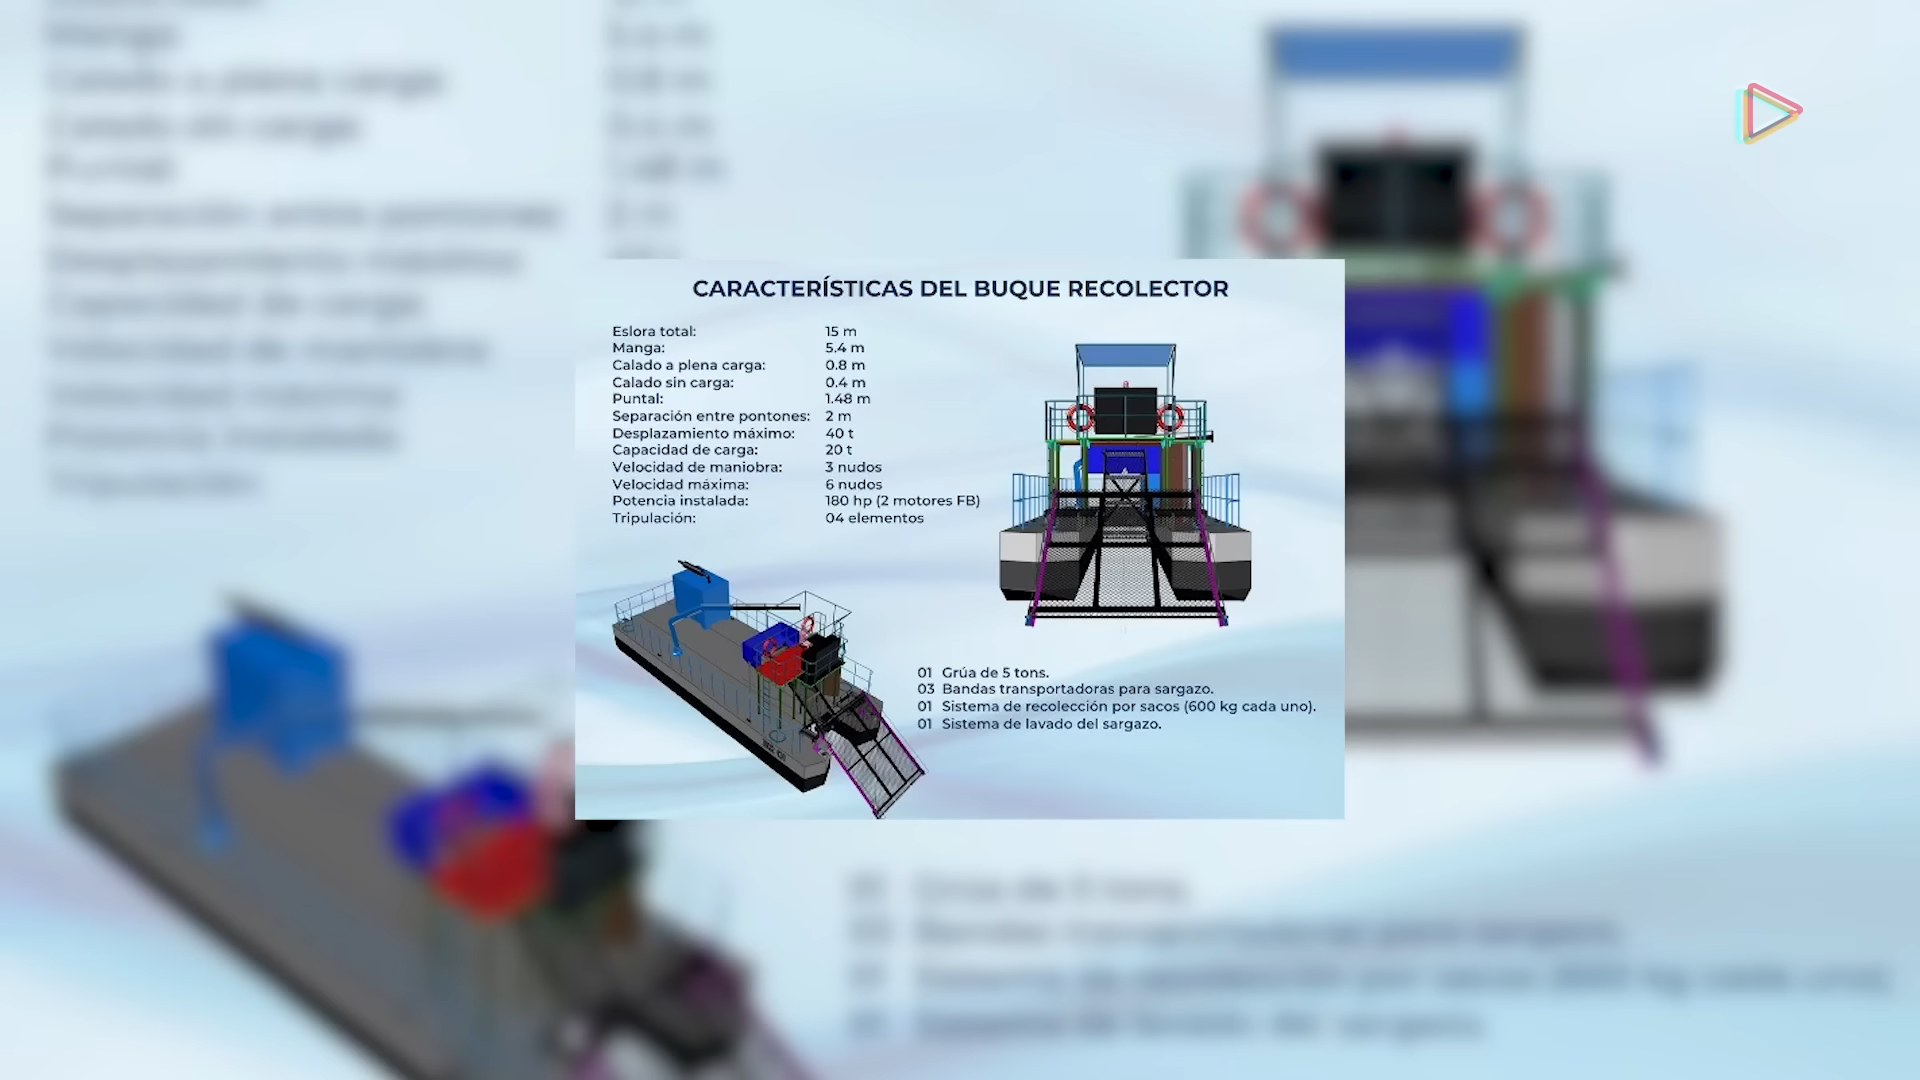 CARACTERÍSTICAS DEL BUQUE RECOLECTOR
Eslora total: 15 m
Manga: 5.4 m
Calado a plena carga: 0.8 m
Calado sin carga: 0.4 m
Puntal: 1.48 m
Separación entre pontones: 2 m
Desplazamiento máximo: 40 t
Capacidad de carga: 20 t
Velocidad de maniobra: 3 nudos
Velocidad máxima: 6 nudos
Potencia instalada: 180 hp (2 motores FB)
Tripulación: 04 elementos
01 Grúa de 5 tons.
03 Bandas transportadoras para sargazo.
01 Sistema de recolección por sacos (600 kg cada uno).
01 Sistema de lavado del sargazo.